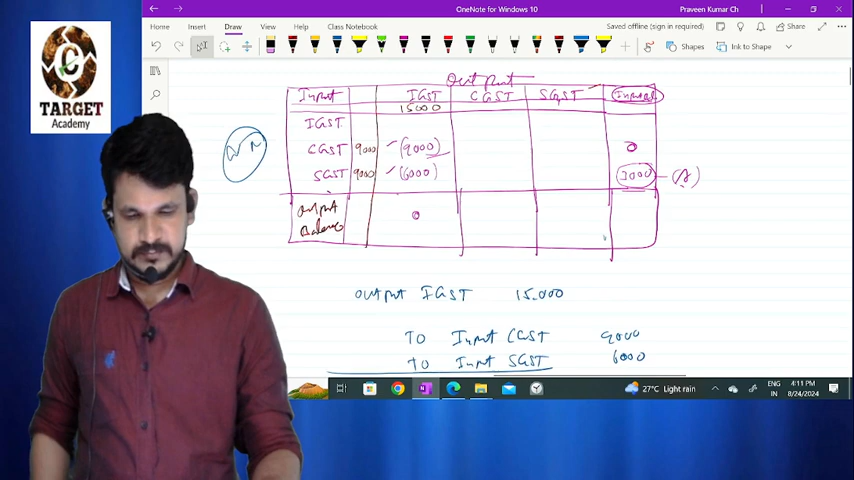 OneNote for Windows 10
Praveen Kumar Ch
Home Insert Draw View Help Class Notebook
Saved offline (sign in required) Share
Shapes Ink to Shape
C
TARGET
Academy
output
Input IGST CGST SGST
15000
IGST
CGST 9000 (9000) 0
SGST 9000 (6000) 3000 (A)
output 0
Balance
output IGST 15.000
TO Input CGST 9000
TO Input SGST 6000
27°C Light rain
ENG
IN
4:11 PM
8/24/2024